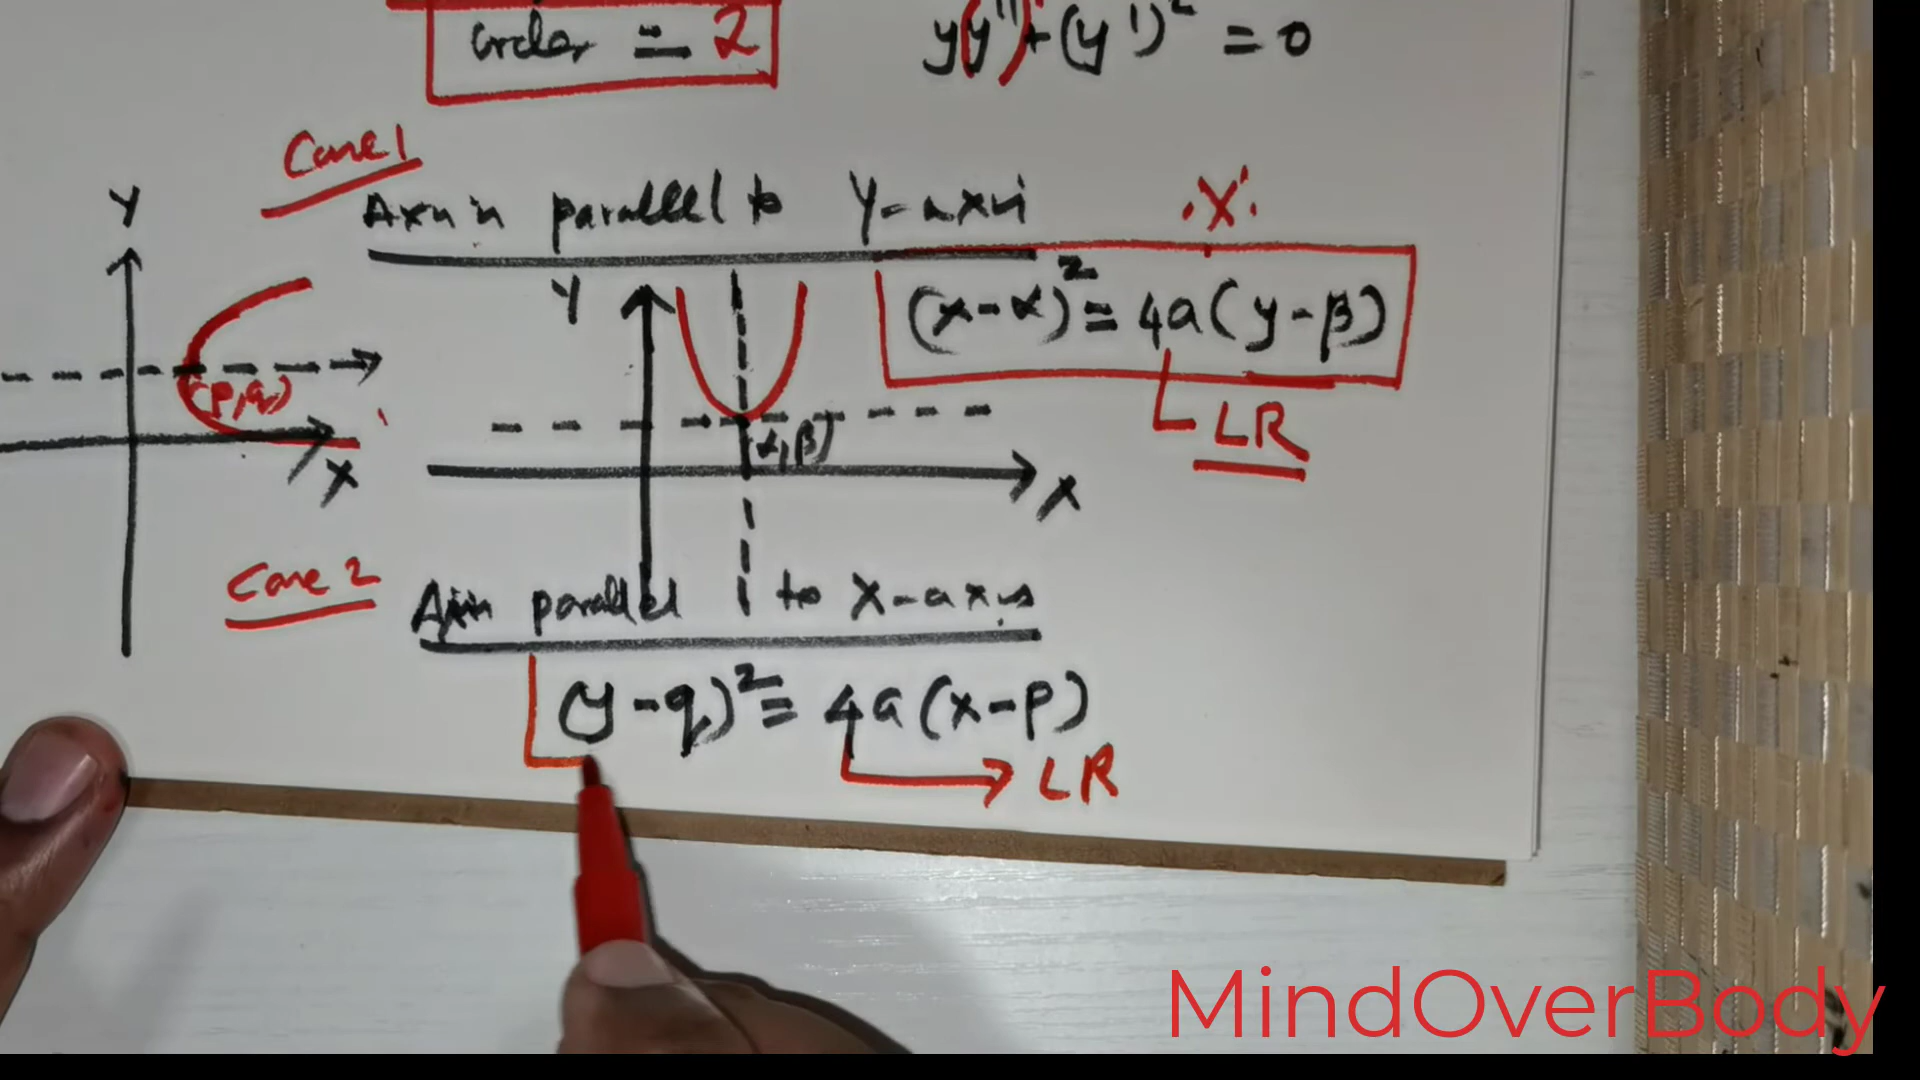 order = 2
y(y'')+(y')² = 0
Case 1
Axis is parallel to Y-axis
·X·
(x-α)² = 4a(y-β)
LR
Y
(p,q)
X
Y
(α,β)
X
Case 2
Axis parallel to X-axis
(y-q)² = 4a(x-p)
LR
MindOverBody